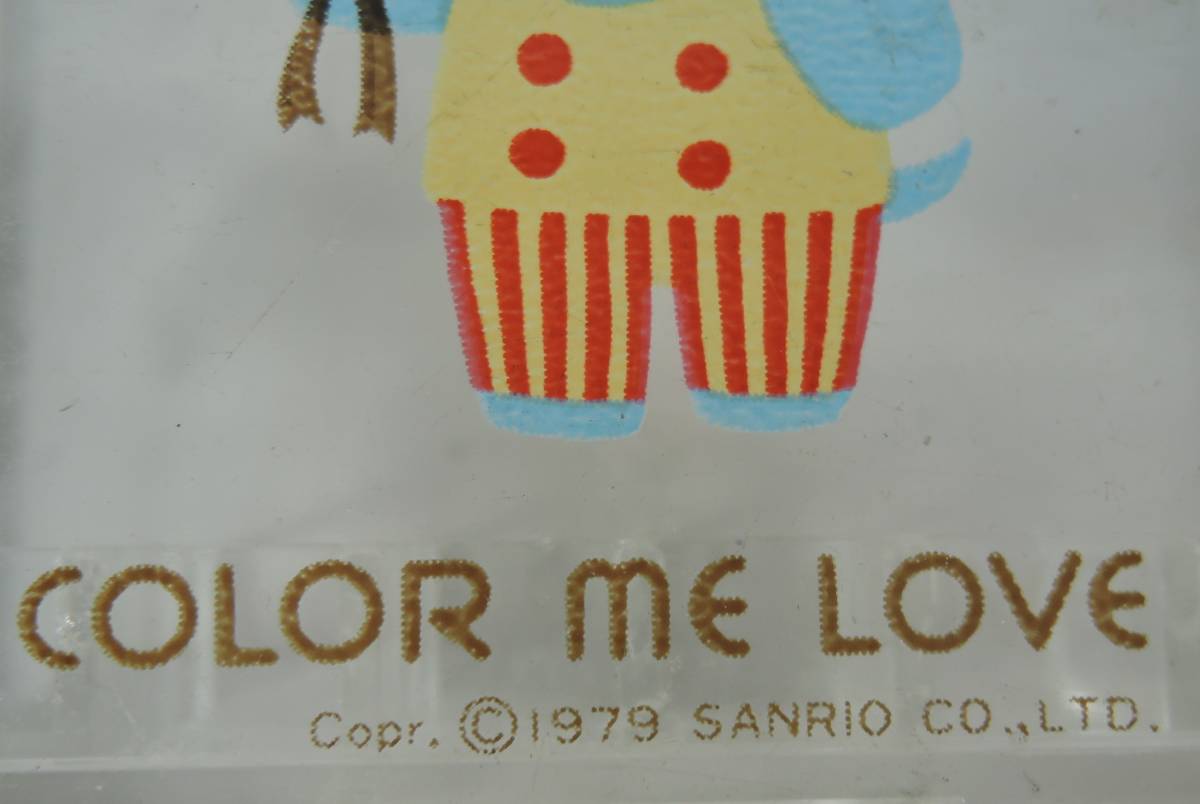 COLOR ME LOVE
Copr. ©1979 SANRIO CO.,LTD.